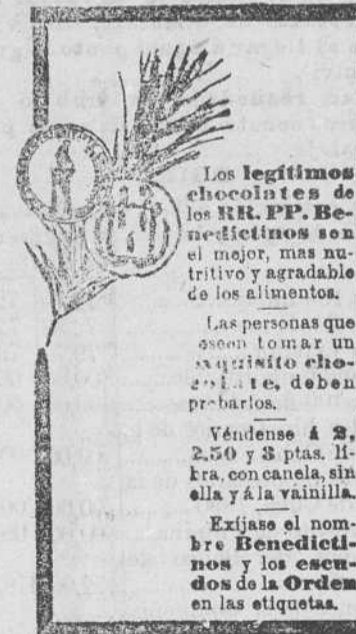 Los legítimos
chocolates de
los RR. PP. Be-
nedictinos son
el mejor, mas nu-
tritivo y agradable
de los alimentos.
Las personas que
tomar un
cho-
deben
probarlos.
Véndense á 2,
2,50 y 3 ptas. li-
bra, con canela, sin
ella y á la vainilla.
Exíjase el nom-
bre Benedicti-
nos y los escu-
dos de la Orden
en las etiquetas.